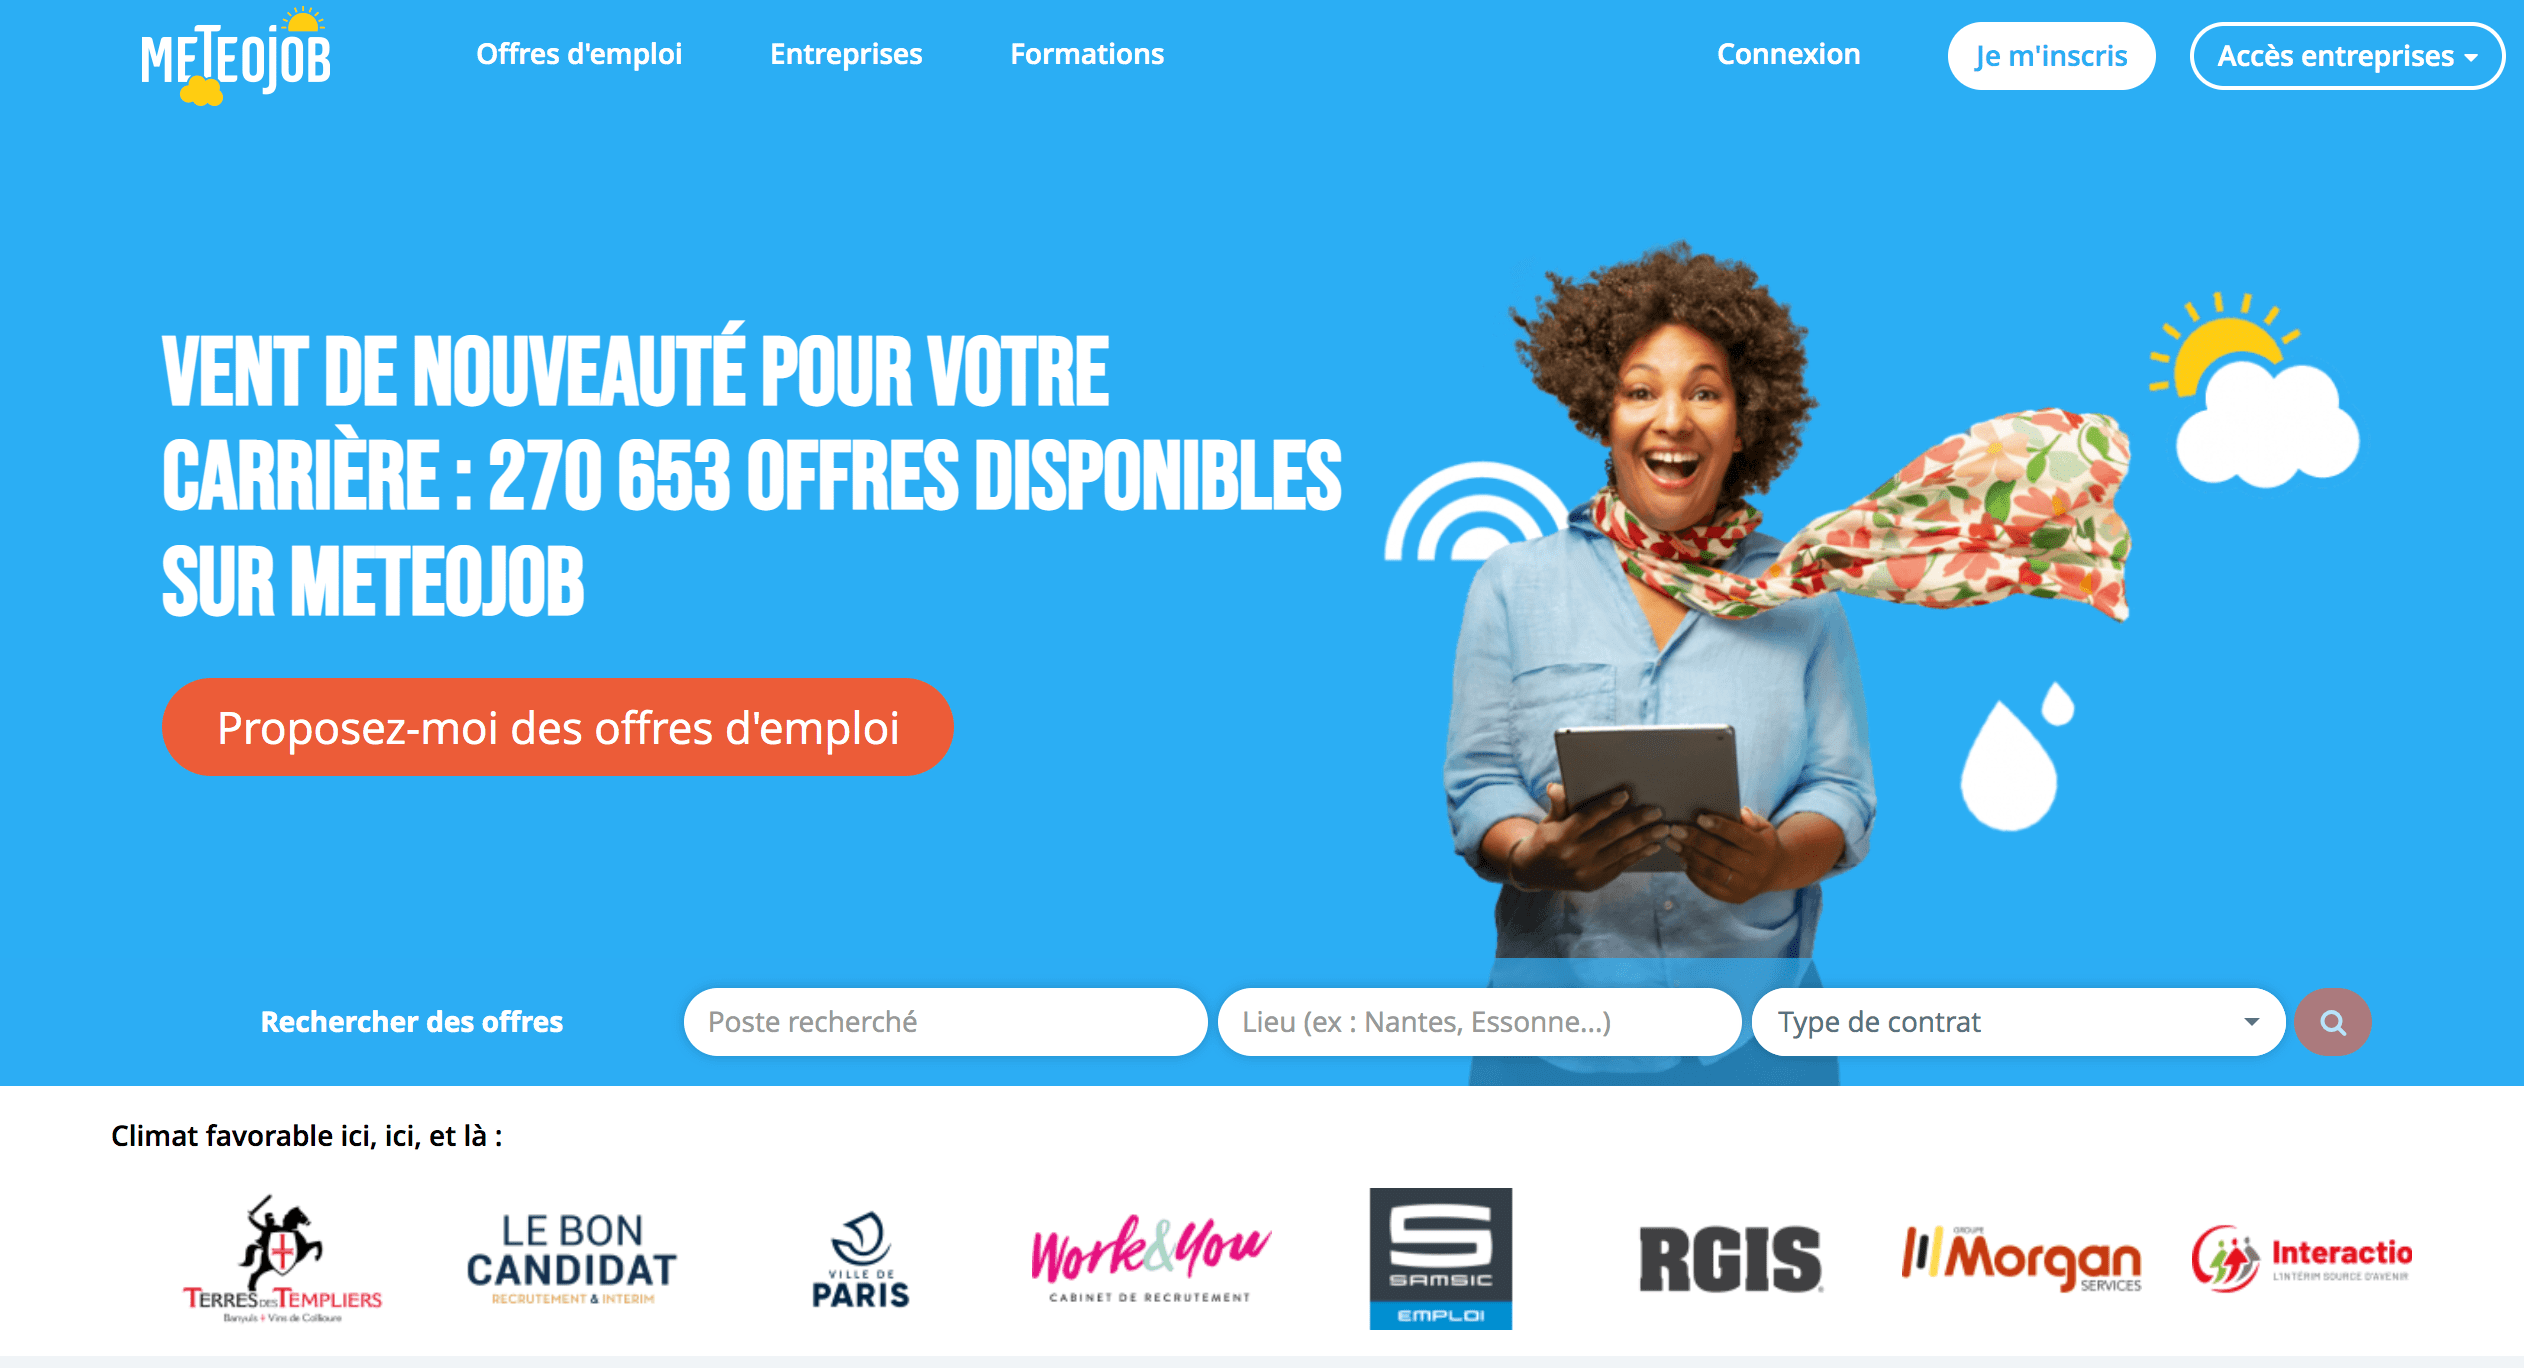 METEOJOB
Offres d'emploi
Entreprises
Formations
Connexion
Je m'inscris
Accès entreprises
VENT DE NOUVEAUTÉ POUR VOTRE
CARRIÈRE : 270 653 OFFRES DISPONIBLES
SUR METEOJOB
Proposez-moi des offres d'emploi
Rechercher des offres
Poste recherché
Lieu (ex : Nantes, Essonne...)
Type de contrat
Climat favorable ici, ici, et là :
TERRES DES TEMPLIERS
Banyuls + Vins de Collioure
LE BON
CANDIDAT
RECRUTEMENT & INTERIM
VILLE DE
PARIS
Work&You
CABINET DE RECRUTEMENT
SAMSIC
EMPLOI
RGIS
GROUPE
Morgan
SERVICES
Interactio
L'INTÉRIM SOURCE D'AVENIR